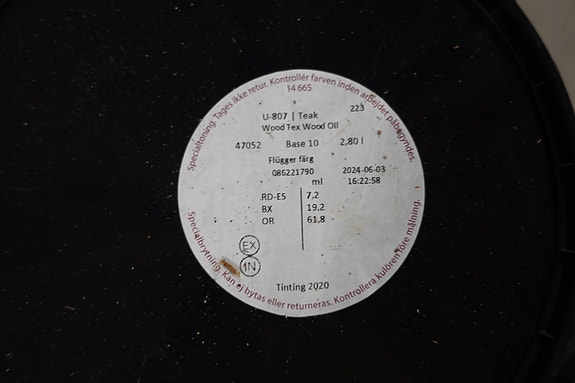 Specialtoning. Tages ikke retur. Kontrollér farven inden arbejdet påbegyndes.
14 665
223
U-807 | Teak
Wood Tex Wood Oil
47052 Base 10 2,80 l
Flügger färg
086221790 2024-06-03
ml 16:22:58
RD-ES 7,2
BX 19,2
OR 61,8
EX
1N
Tinting 2020
Specialbrytning. Kan ej bytas eller returneras. Kontrollera kulören före målning.